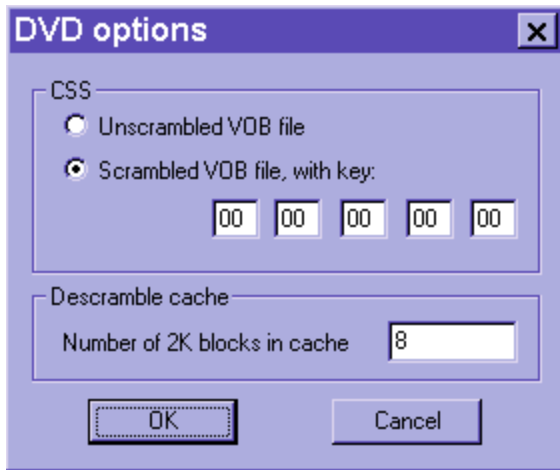 DVD options
CSS
Unscrambled VOB file
Scrambled VOB file, with key:
00 00 00 00 00
Descramble cache
Number of 2K blocks in cache 8
OK Cancel